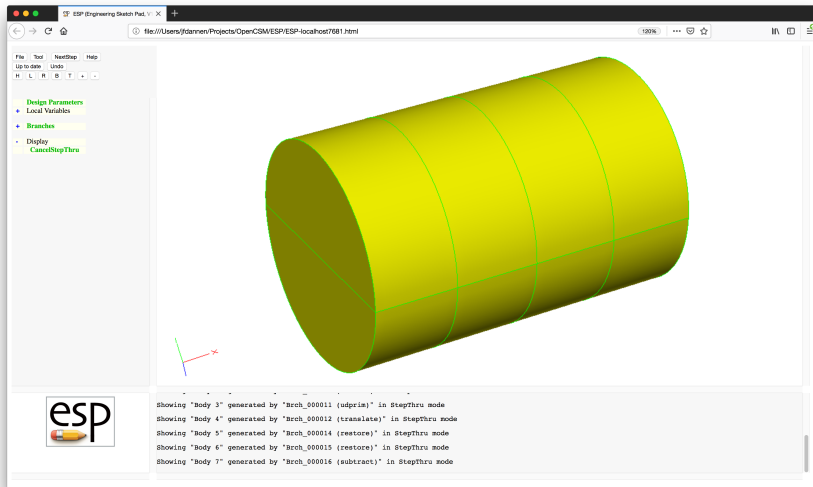 ESP (Engineering Sketch Pad, V
file:///Users/jfdannen/Projects/OpenCSM/ESP/ESP-localhost7681.html
120%
File Tool NextStep Help
Up to date Undo
H L R B T + -
Design Parameters
+ Local Variables
+ Branches
- Display
CancelStepThru
X
esp
Showing "Body 3" generated by "Brch_000011 (udprim)" in StepThru mode
Showing "Body 4" generated by "Brch_000012 (translate)" in StepThru mode
Showing "Body 5" generated by "Brch_000014 (restore)" in StepThru mode
Showing "Body 6" generated by "Brch_000015 (restore)" in StepThru mode
Showing "Body 7" generated by "Brch_000016 (subtract)" in StepThru mode